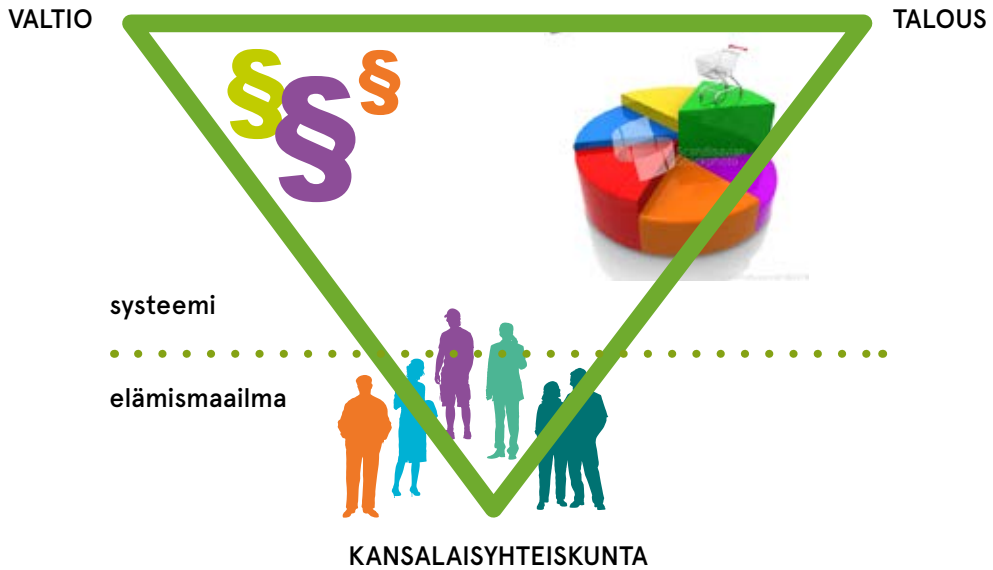 VALTIO
TALOUS
§ § §
systeemi
elämismaailma
KANSALAISYHTEISKUNTA